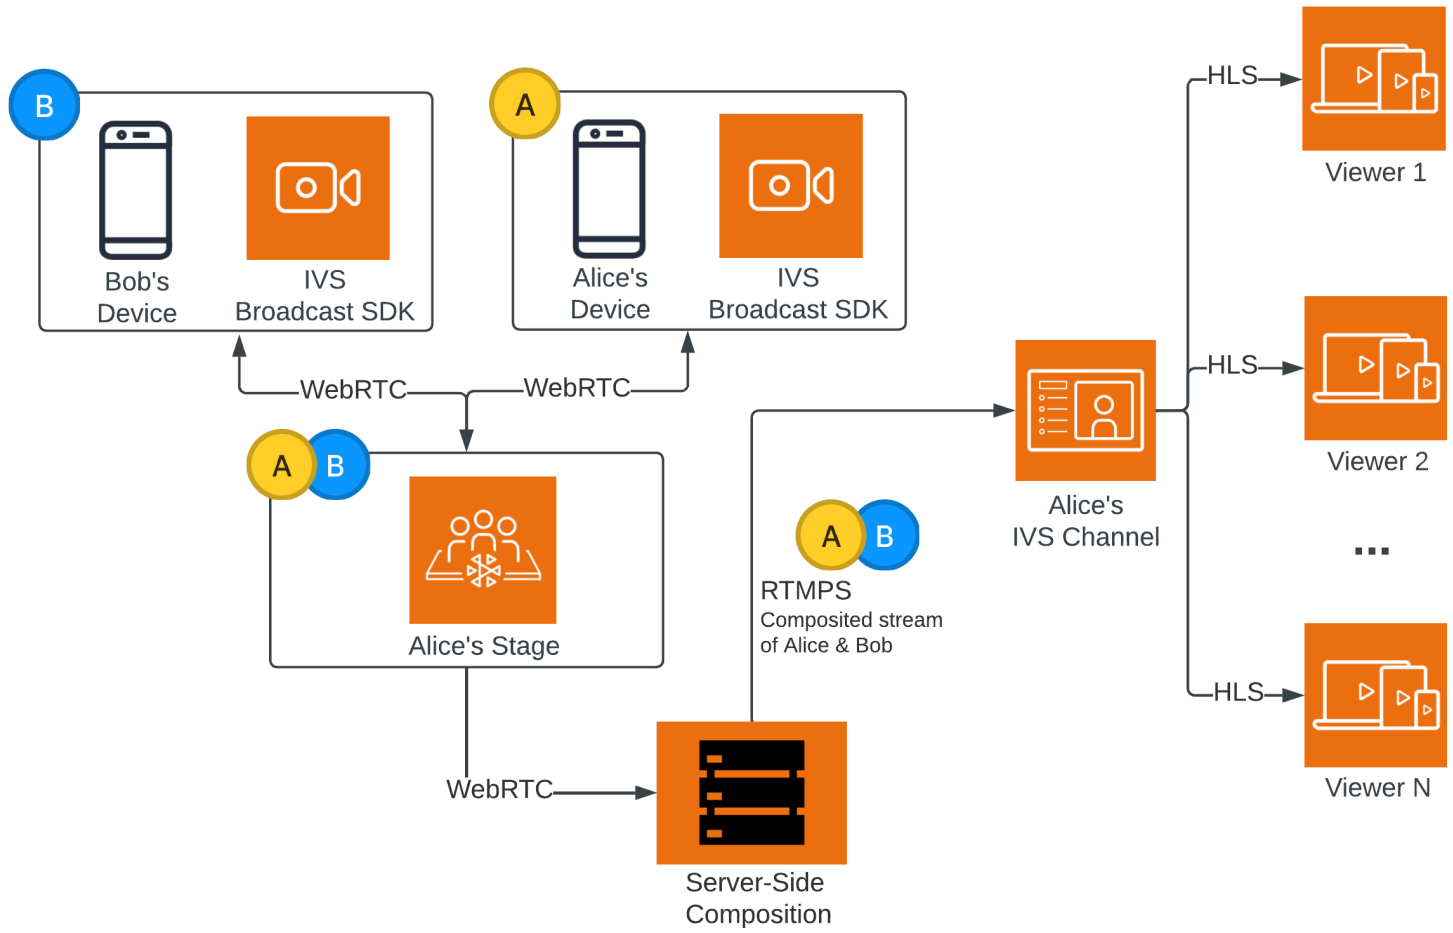 B
Bob's
Device
IVS
Broadcast SDK
A
Alice's
Device
IVS
Broadcast SDK
WebRTC
WebRTC
A
B
Alice's Stage
WebRTC
Server-Side
Composition
A
B
RTMPS
Composited stream
of Alice & Bob
Alice's
IVS Channel
HLS
Viewer 1
HLS
Viewer 2
...
HLS
Viewer N